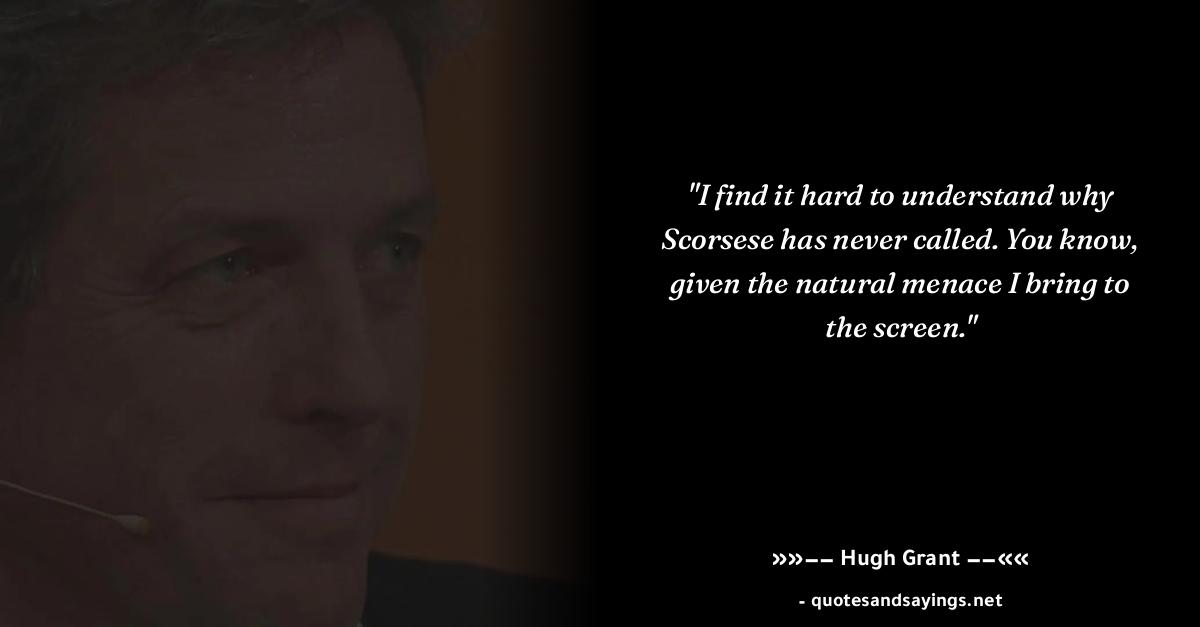 "I find it hard to understand why
Scorsese has never called. You know,
given the natural menace I bring to
the screen."
»»−− Hugh Grant −−««
- quotesandsayings.net